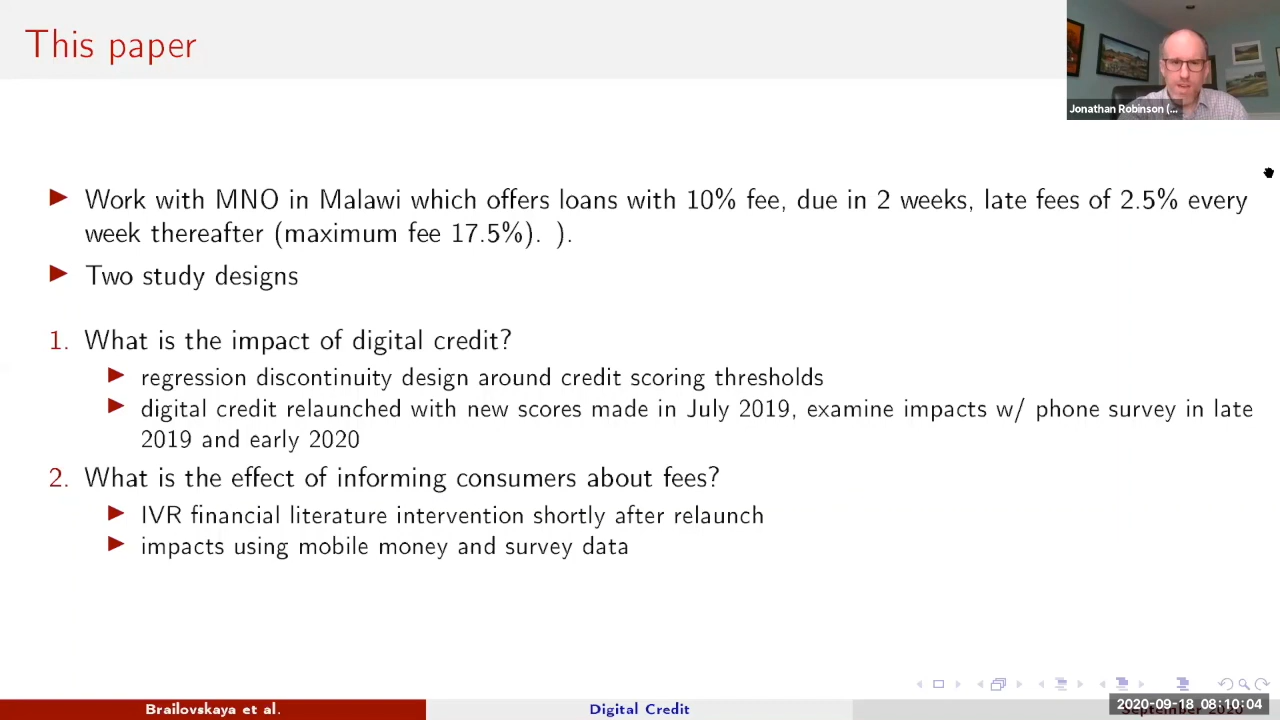 This paper
Jonathan Robinson (...
Work with MNO in Malawi which offers loans with 10% fee, due in 2 weeks, late fees of 2.5% every
week thereafter (maximum fee 17.5%). ).
Two study designs
1. What is the impact of digital credit?
regression discontinuity design around credit scoring thresholds
digital credit relaunched with new scores made in July 2019, examine impacts w/ phone survey in late
2019 and early 2020
2. What is the effect of informing consumers about fees?
IVR financial literature intervention shortly after relaunch
impacts using mobile money and survey data
Brailovskaya et al.
Digital Credit
September 2020
2020-09-18 08:10:04